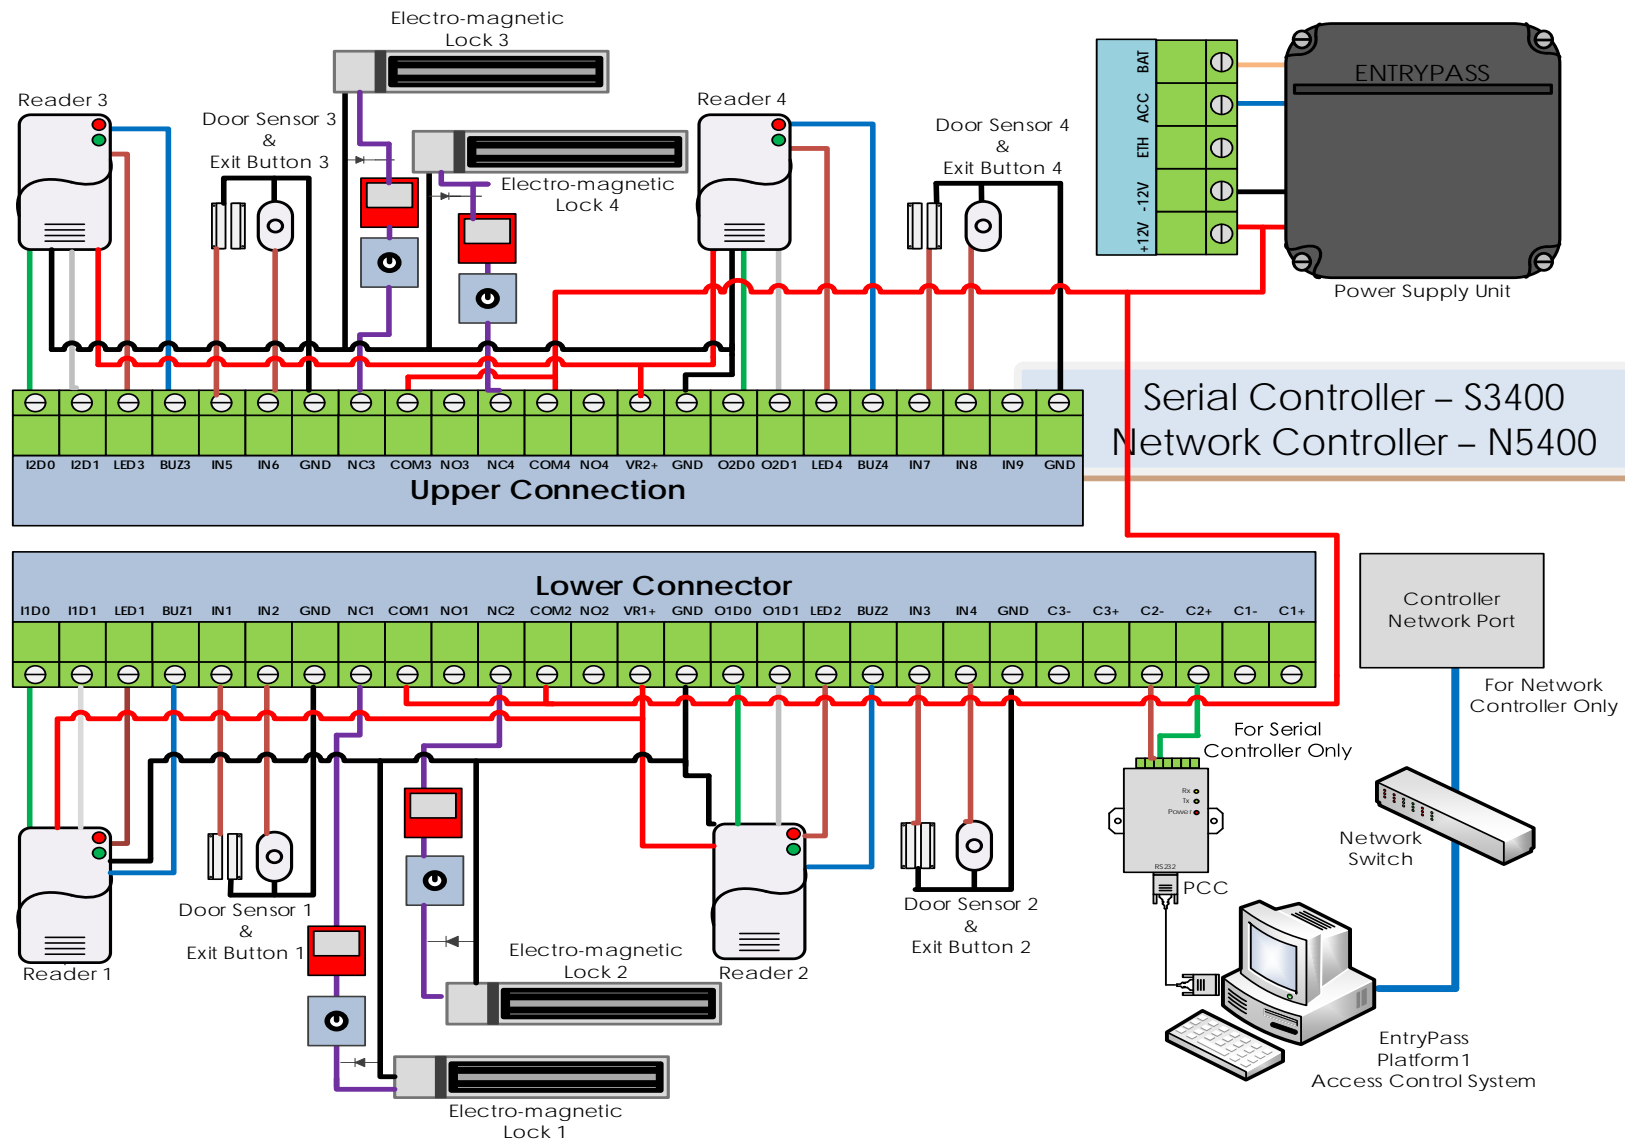 Electro-magnetic
Lock 3
Reader 3
Door Sensor 3
&
Exit Button 3
Electro-magnetic
Lock 4
Reader 4
Door Sensor 4
&
Exit Button 4
BAT
ACC
ETH
-12V
+12V
ENTRYPASS
Power Supply Unit
Serial Controller – S3400
Network Controller – N5400
I2D0 I2D1 LED3 BUZ3 IN5 IN6 GND NC3 COM3 NO3 NC4 COM4 NO4 VR2+ GND O2D0 O2D1 LED4 BUZ4 IN7 IN8 IN9 GND
Upper Connection
Lower Connector
I1D0 I1D1 LED1 BUZ1 IN1 IN2 GND NC1 COM1 NO1 NC2 COM2 NO2 VR1+ GND O1D0 O1D1 LED2 BUZ2 IN3 IN4 GND C3- C3+ C2- C2+ C1- C1+
Controller
Network Port
For Network
Controller Only
For Serial
Controller Only
Rx
Tx
Power
RS232
PCC
Network
Switch
Reader 1
Door Sensor 1
&
Exit Button 1
Electro-magnetic
Lock 2
Reader 2
Door Sensor 2
&
Exit Button 2
EntryPass
Platform1
Access Control System
Electro-magnetic
Lock 1